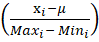 (xᵢ−μ / Maxᵢ − Minᵢ)